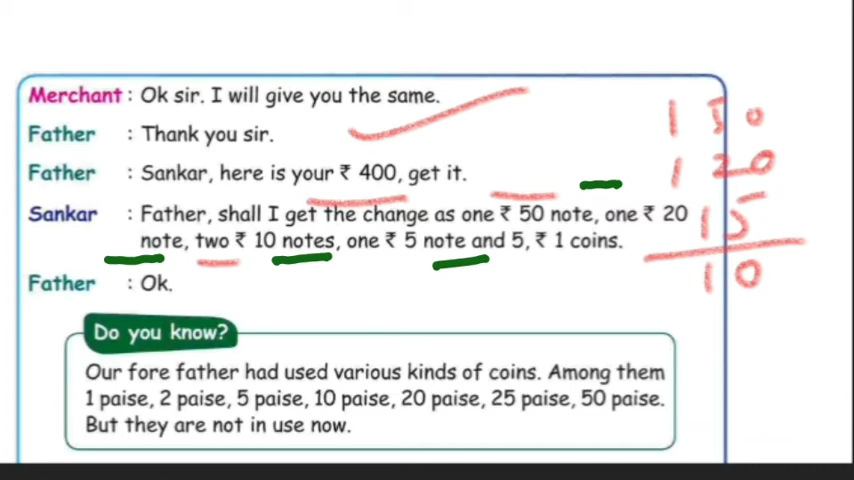 Merchant : Ok sir. I will give you the same.
Father : Thank you sir.
Father : Sankar, here is your ₹ 400, get it.
Sankar : Father, shall I get the change as one ₹ 50 note, one ₹ 20
note, two ₹ 10 notes, one ₹ 5 note and 5, ₹ 1 coins.
Father : Ok.
Do you know?
Our fore father had used various kinds of coins. Among them
1 paise, 2 paise, 5 paise, 10 paise, 20 paise, 25 paise, 50 paise.
But they are not in use now.
1 50
1 20
15
10